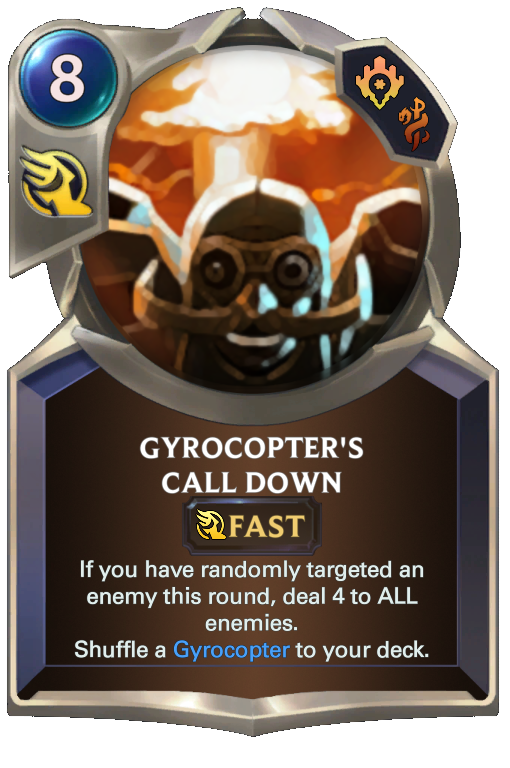 8
GYROCOPTER'S
CALL DOWN
FAST
If you have randomly targeted an
enemy this round, deal 4 to ALL
enemies.
Shuffle a Gyrocopter to your deck.